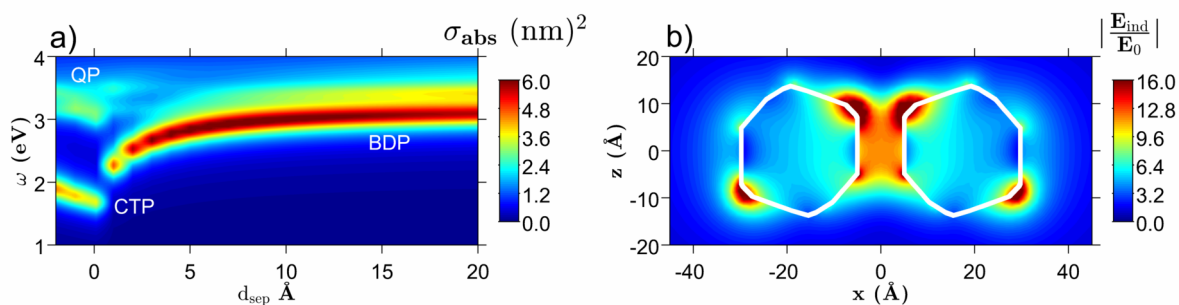 a)
σabs (nm)²
QP
BDP
CTP
ω (eV)
4
3
2
1
0
5
10
15
20
dsep Å
6.0
4.8
3.6
2.4
1.2
0.0
b)
|Eind/E0|
z (Å)
20
10
0
-10
-20
-40
-20
0
20
40
x (Å)
16.0
12.8
9.6
6.4
3.2
0.0